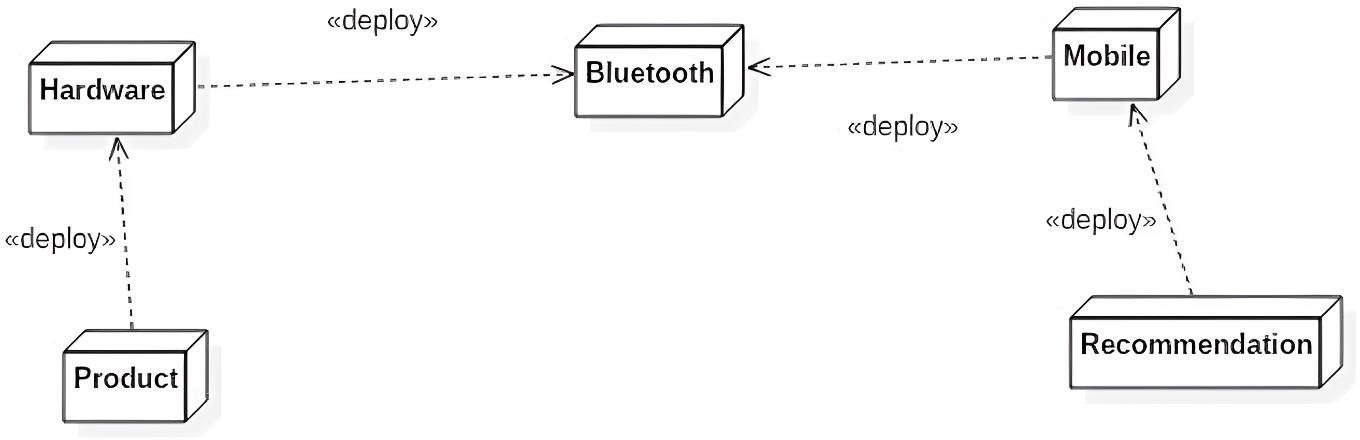 «deploy»
Hardware
Bluetooth
Mobile
«deploy»
«deploy»
«deploy»
Product
Recommendation